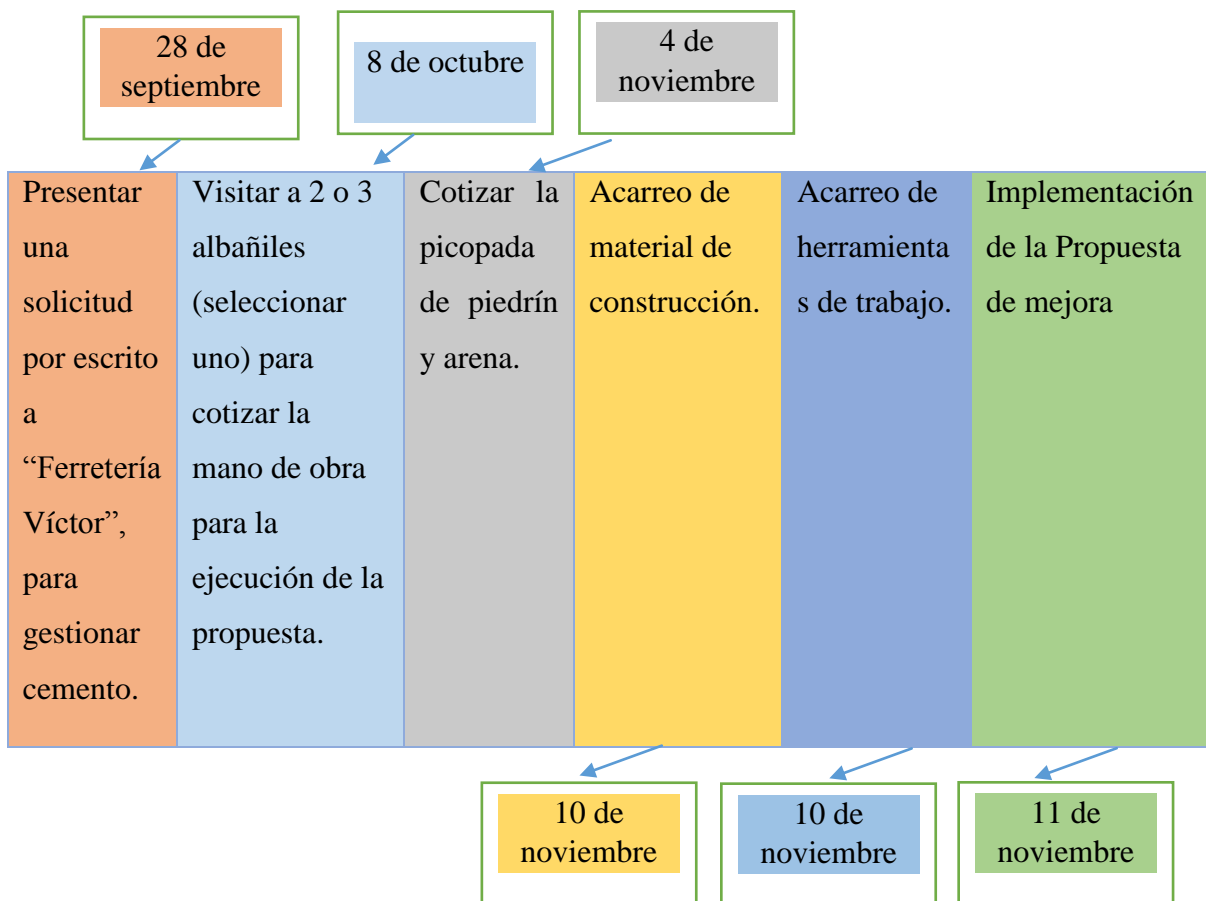 28 de
septiembre
8 de octubre
4 de
noviembre
Presentar
una
solicitud
por escrito
a
“Ferretería
Víctor”,
para
gestionar
cemento.
Visitar a 2 o 3
albañiles
(seleccionar
uno) para
cotizar la
mano de obra
para la
ejecución de la
propuesta.
Cotizar la
picopada
de piedrín
y arena.
Acarreo de
material de
construcción.
Acarreo de
herramienta
s de trabajo.
Implementación
de la Propuesta
de mejora
10 de
noviembre
10 de
noviembre
11 de
noviembre